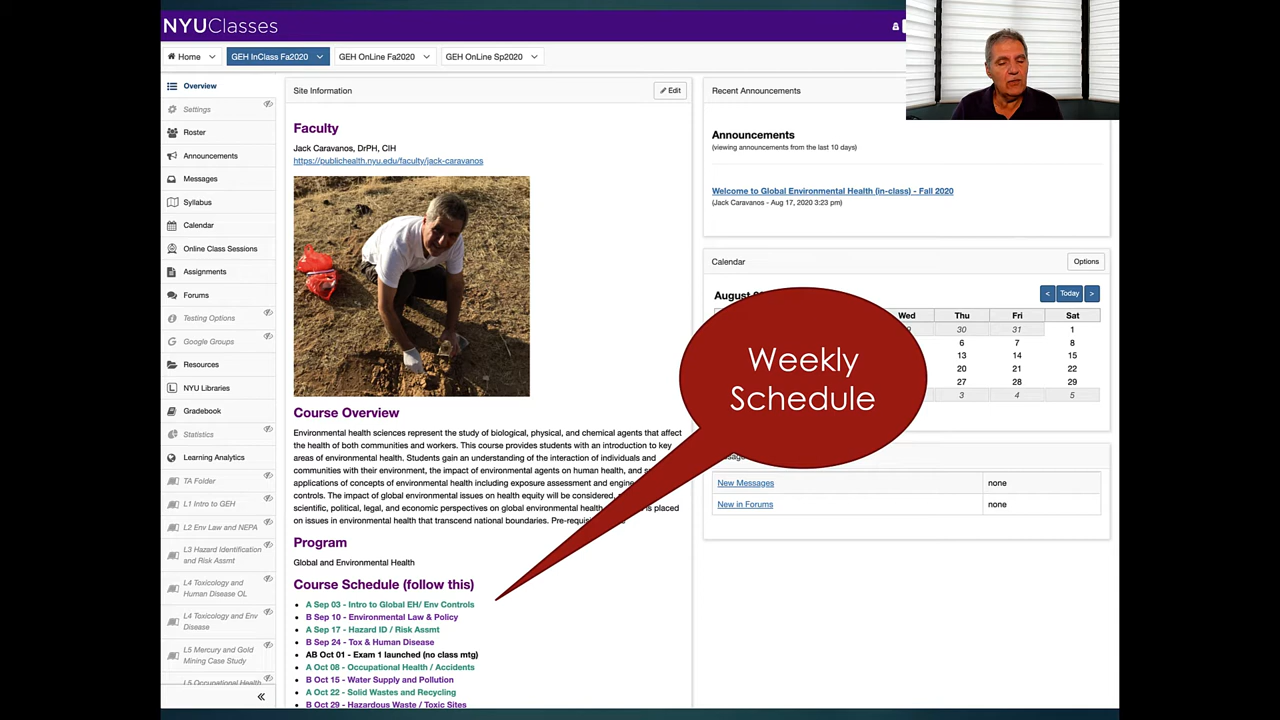 NYUClasses
Home
GEH InClass Fa2020
GEH OnLine Fa2020
GEH OnLine Sp2020
Overview
Settings
Roster
Announcements
Messages
Syllabus
Calendar
Online Class Sessions
Assignments
Forums
Testing Options
Google Groups
Resources
NYU Libraries
Gradebook
Statistics
Learning Analytics
TA Folder
L1 Intro to GEH
L2 Env Law and NEPA
L3 Hazard Identification
and Risk Assmt
L4 Toxicology and
Human Disease OL
L4 Toxicology and Env
Disease
L5 Mercury and Gold
Mining Case Study
L5 Occupational Health
Site Information
Edit
Faculty
Jack Caravanos, DrPH, CIH
https://publichealth.nyu.edu/faculty/jack-caravanos
Course Overview
Environmental health sciences represent the study of biological, physical, and chemical agents that affect
the health of both communities and workers. This course provides students with an introduction to key
areas of environmental health. Students gain an understanding of the interaction of individuals and
communities with their environment, the impact of environmental agents on human health, and
applications of concepts of environmental health including exposure assessment and
controls. The impact of global environmental issues on health equity will be considered,
scientific, political, legal, and economic perspectives on global environmental health. is placed
on issues in environmental health that transcend national boundaries.
Program
Global and Environmental Health
Course Schedule (follow this)
A Sep 03 - Intro to Global EH/ Env Controls
B Sep 10 - Environmental Law & Policy
A Sep 17 - Hazard ID / Risk Assmt
B Sep 24 - Tox & Human Disease
AB Oct 01 - Exam 1 launched (no class mtg)
A Oct 08 - Occupational Health / Accidents
B Oct 15 - Water Supply and Pollution
A Oct 22 - Solid Wastes and Recycling
B Oct 29 - Hazardous Waste / Toxic Sites
Recent Announcements
Announcements
(viewing announcements from the last 10 days)
Welcome to Global Environmental Health (in-class) - Fall 2020
(Jack Caravanos - Aug 17, 2020 3:23 pm)
Calendar
Options
August
< Today >
Wed Thu Fri Sat
30 31 1
6 7 8
13 14 15
20 21 22
27 28 29
3 4 5
Weekly
Schedule
New Messages none
New in Forums none